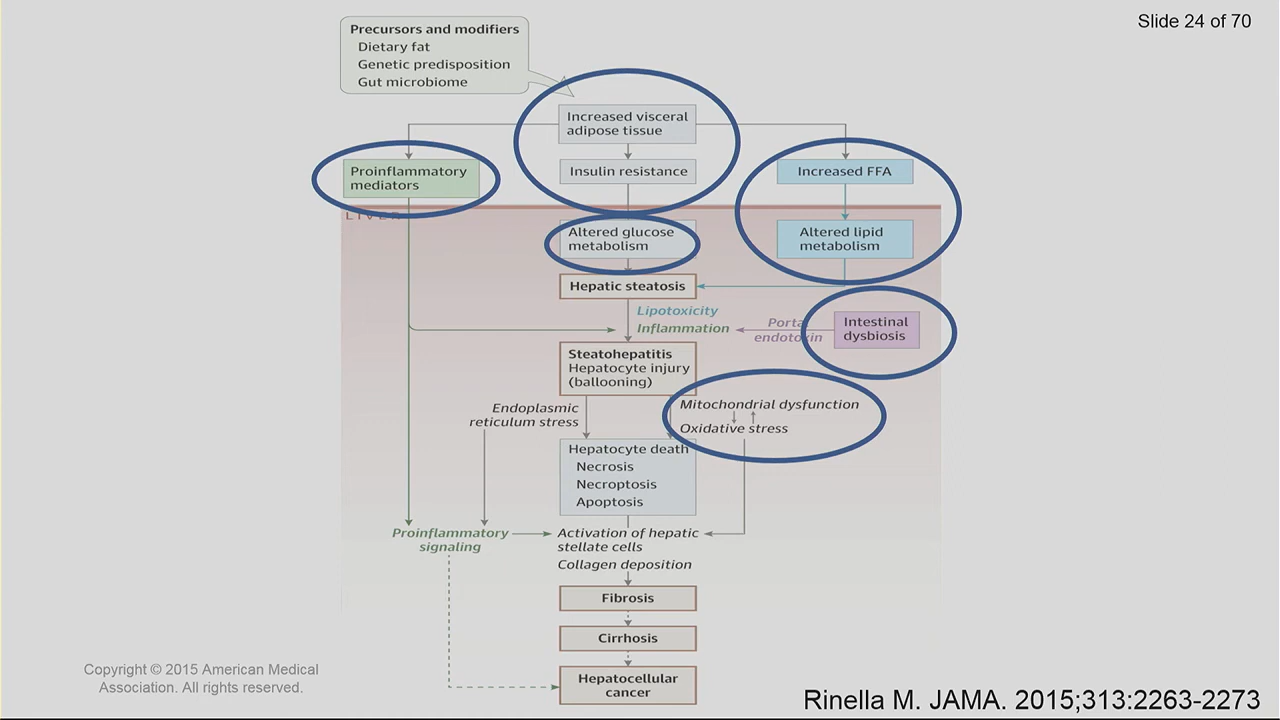 Slide 24 of 70
Precursors and modifiers
Dietary fat
Genetic predisposition
Gut microbiome
Increased visceral
adipose tissue
Proinflammatory
mediators
Insulin resistance
Increased FFA
LIVER
Altered glucose
metabolism
Altered lipid
metabolism
Hepatic steatosis
Lipotoxicity
Inflammation
Portal
endotoxin
Intestinal
dysbiosis
Steatohepatitis
Hepatocyte injury
(ballooning)
Endoplasmic
reticulum stress
Mitochondrial dysfunction
Oxidative stress
Hepatocyte death
Necrosis
Necroptosis
Apoptosis
Proinflammatory
signaling
Activation of hepatic
stellate cells
Collagen deposition
Fibrosis
Cirrhosis
Hepatocellular
cancer
Copyright © 2015 American Medical
Association. All rights reserved.
Rinella M. JAMA. 2015;313:2263-2273